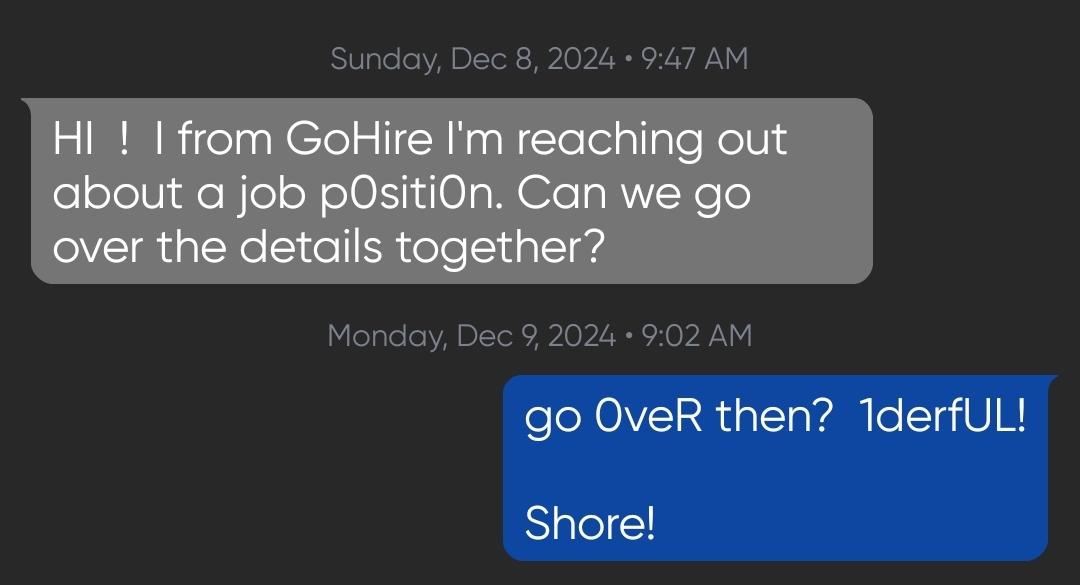 Sunday, Dec 8, 2024 • 9:47 AM
HI  !  I from GoHire I'm reaching out
about a job p0siti0n. Can we go
over the details together?
Monday, Dec 9, 2024 • 9:02 AM
go 0veR then?  1derfUL!
Shore!